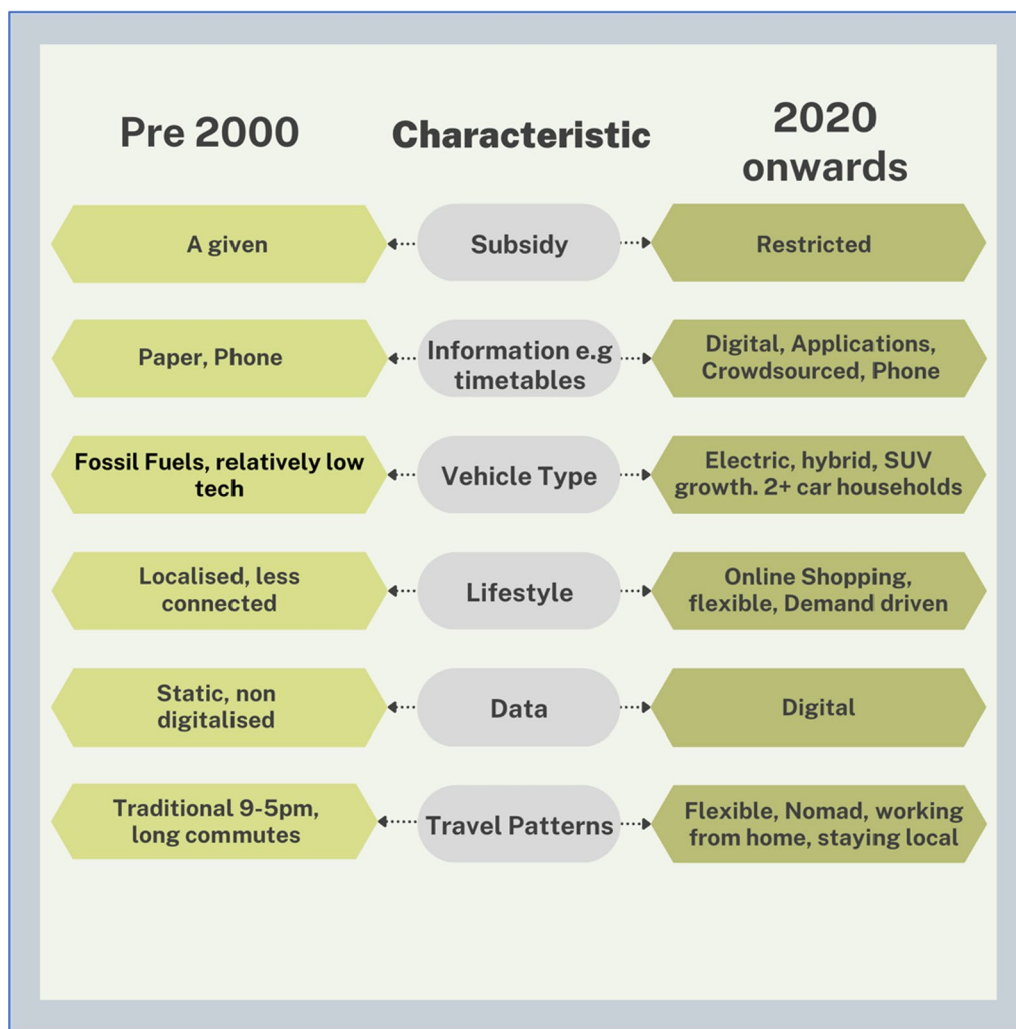 Pre 2000
Characteristic
2020
onwards
A given
Subsidy
Restricted
Paper, Phone
Information e.g
timetables
Digital, Applications,
Crowdsourced, Phone
Fossil Fuels, relatively low
tech
Vehicle Type
Electric, hybrid, SUV
growth. 2+ car households
Localised, less
connected
Lifestyle
Online Shopping,
flexible, Demand driven
Static, non
digitalised
Data
Digital
Traditional 9-5pm,
long commutes
Travel Patterns
Flexible, Nomad, working
from home, staying local